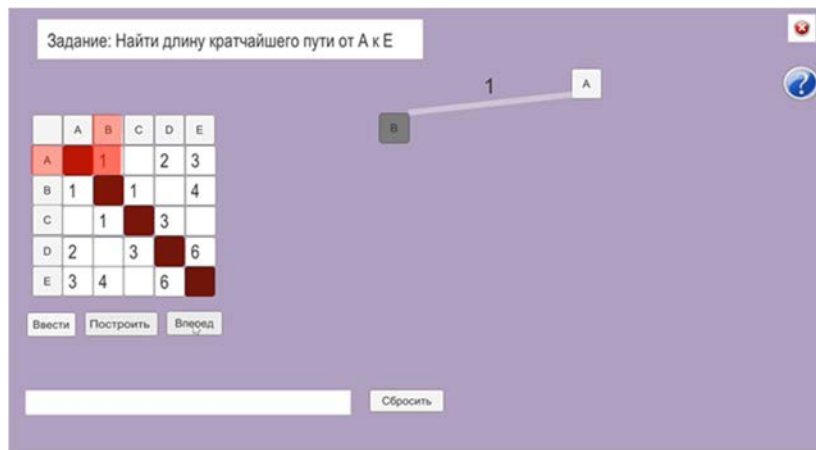 Задание: Найти длину кратчайшего пути от А к Е
1
A
B
A B C D E
A 1 2 3
B 1 1 4
C 1 3
D 2 3 6
E 3 4 6
Ввести Построить Вперед
Сбросить
?